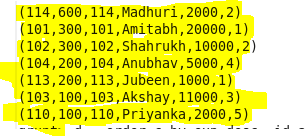 (114,600,114,Madhuri,2000,2)
(101,300,101,Amitabh,20000,1)
(102,300,102,Shahrukh,10000,2)
(104,200,104,Anubhav,5000,4)
(113,200,113,Jubeen,1000,1)
(103,100,103,Akshay,11000,3)
(110,100,110,Priyanka,2000,5)